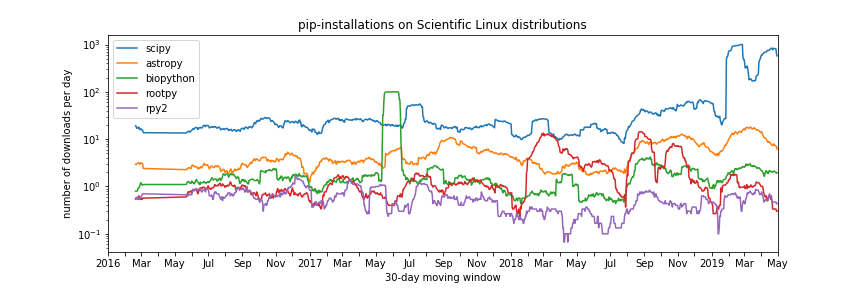 pip-installations on Scientific Linux distributions
number of downloads per day
10³
10²
10¹
10⁰
10⁻¹
scipy
astropy
biopython
rootpy
rpy2
2016 Mar May Jul Sep Nov 2017 Mar May Jul Sep Nov 2018 Mar May Jul Sep Nov 2019 Mar May
30-day moving window